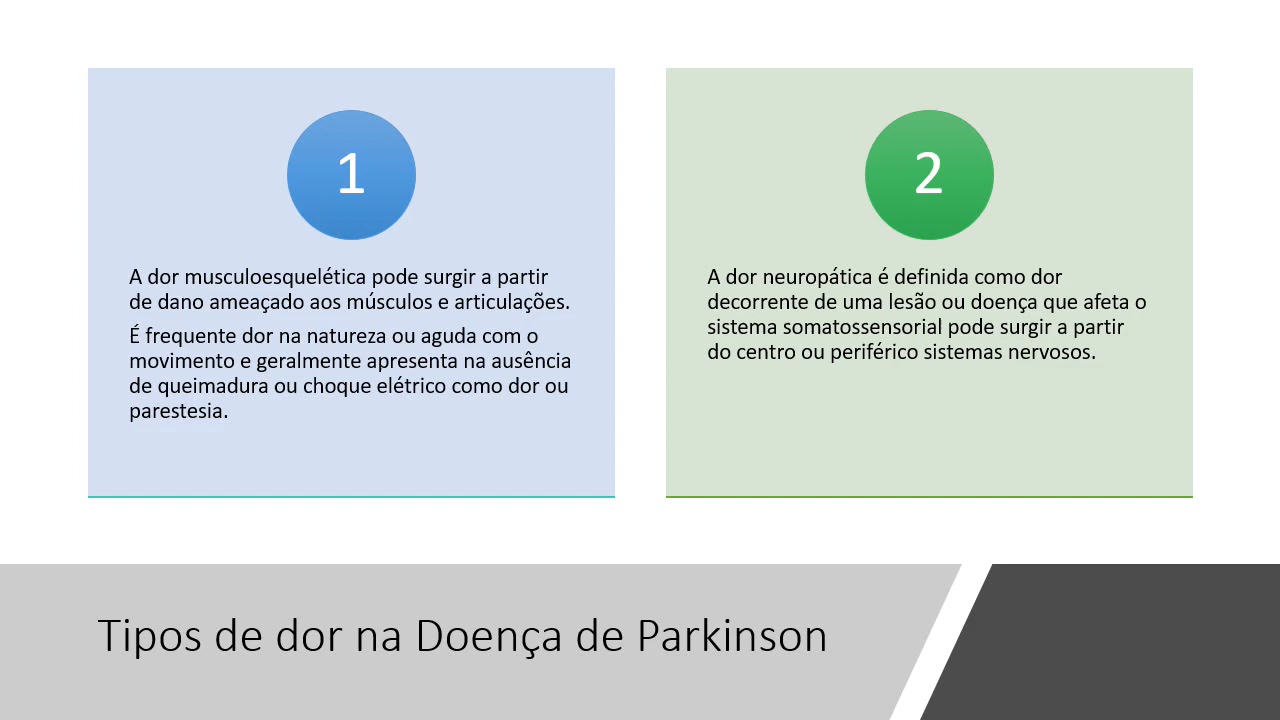 1
A dor musculoesquelética pode surgir a partir
de dano ameaçado aos músculos e articulações.
É frequente dor na natureza ou aguda com o
movimento e geralmente apresenta na ausência
de queimadura ou choque elétrico como dor ou
parestesia.
2
A dor neuropática é definida como dor
decorrente de uma lesão ou doença que afeta o
sistema somatossensorial pode surgir a partir
do centro ou periférico sistemas nervosos.
Tipos de dor na Doença de Parkinson